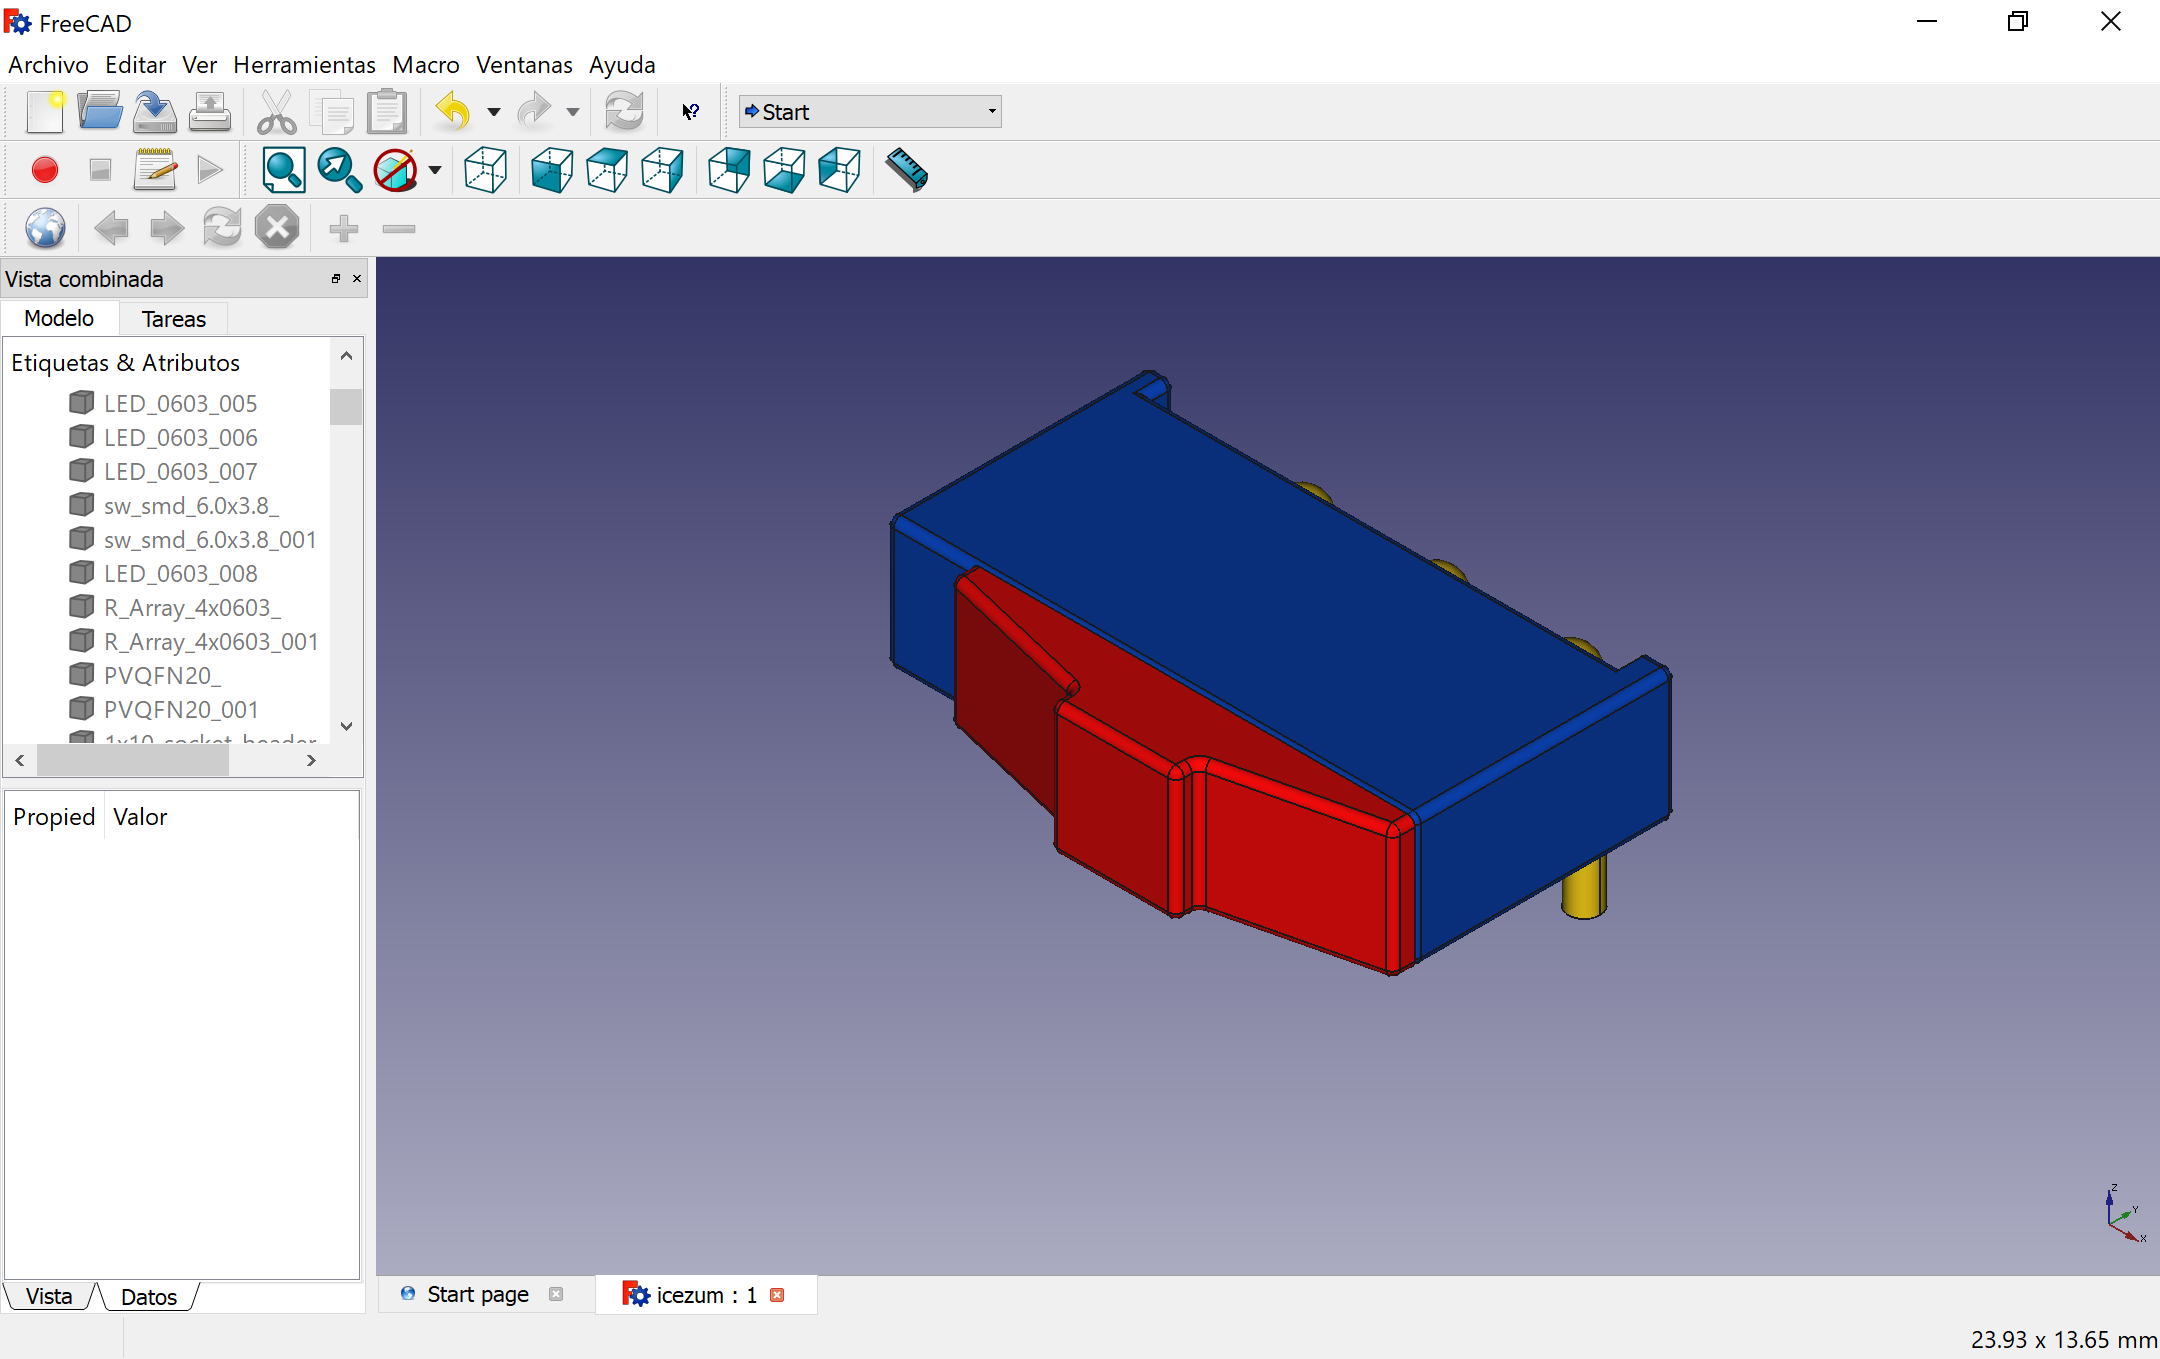 FreeCAD
Archivo Editar Ver Herramientas Macro Ventanas Ayuda
Start
Vista combinada
Modelo Tareas
Etiquetas & Atributos
LED_0603_005
LED_0603_006
LED_0603_007
sw_smd_6.0x3.8_
sw_smd_6.0x3.8_001
LED_0603_008
R_Array_4x0603_
R_Array_4x0603_001
PVQFN20_
PVQFN20_001
1x10_socket_header
Propied Valor
Z
Y
X
Vista Datos
Start page icezum : 1
23.93 x 13.65 mm